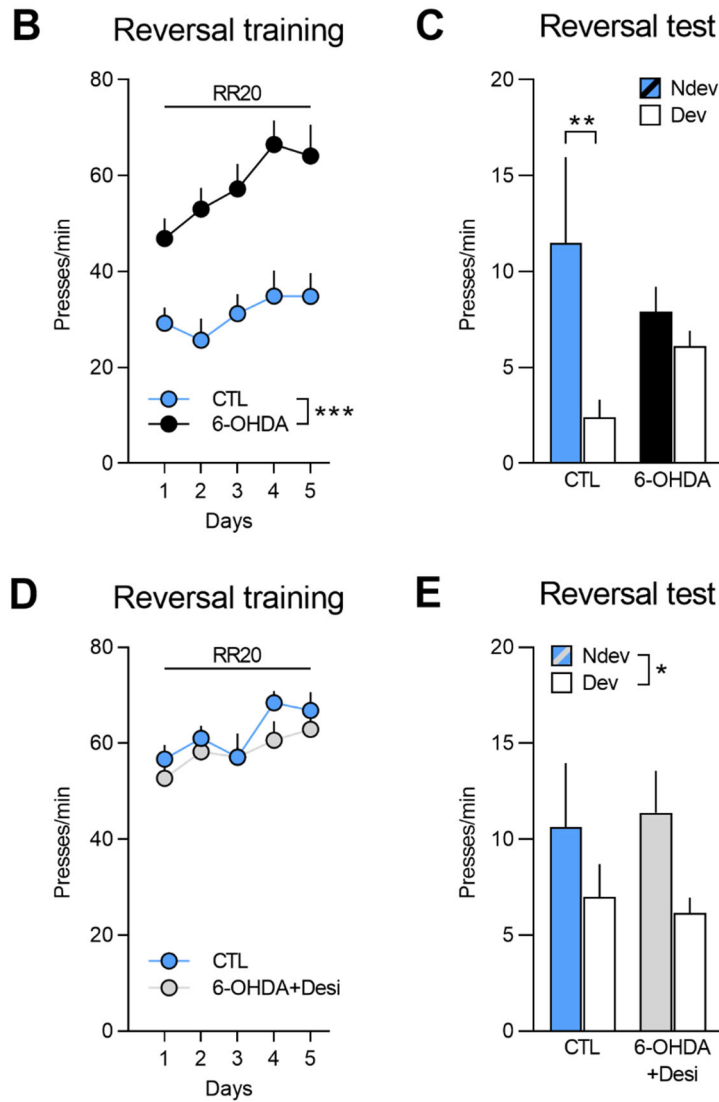 B Reversal training
80
60
40
20
0
Presses/min
RR20
CTL
6-OHDA
***
1 2 3 4 5
Days
C Reversal test
20
15
10
5
0
Presses/min
Ndev
Dev
**
CTL 6-OHDA
D Reversal training
80
60
40
20
0
Presses/min
RR20
CTL
6-OHDA+Desi
1 2 3 4 5
Days
E Reversal test
20
15
10
5
0
Presses/min
Ndev
Dev
*
CTL 6-OHDA
+Desi